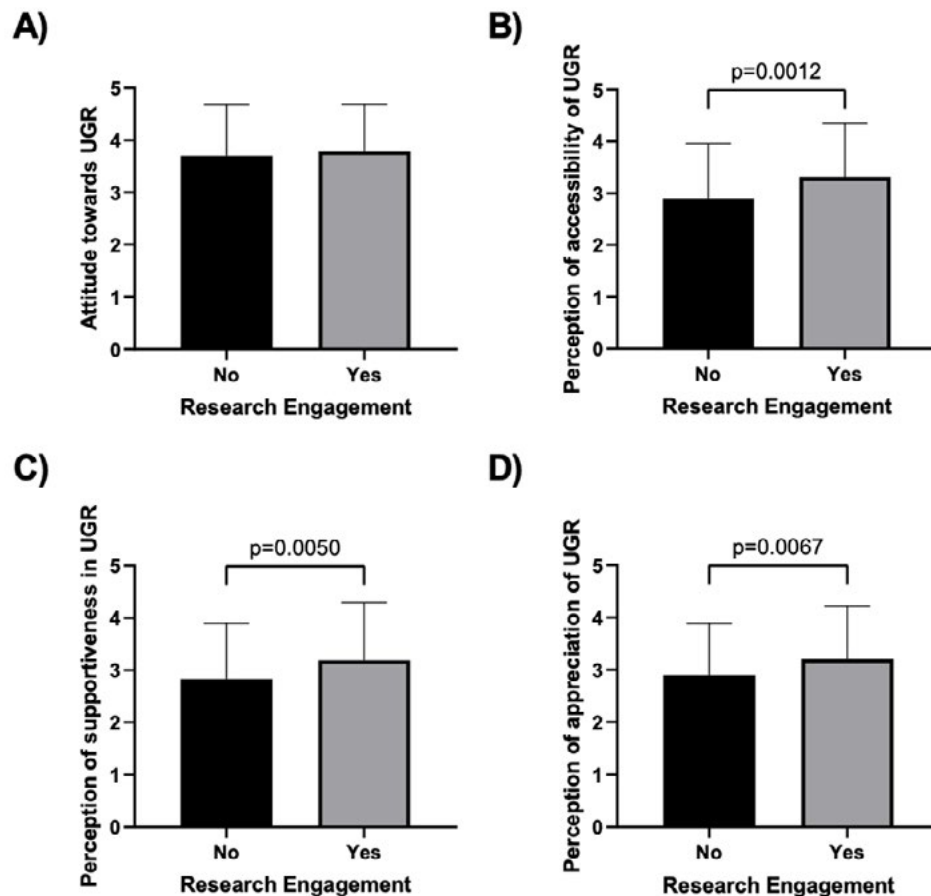 A)
Attitude towards UGR
5
4
3
2
1
0
No
Yes
Research Engagement
B)
Perception of accessibility of UGR
p=0.0012
5
4
3
2
1
0
No
Yes
Research Engagement
C)
Perception of supportiveness in UGR
p=0.0050
5
4
3
2
1
0
No
Yes
Research Engagement
D)
Perception of appreciation of UGR
p=0.0067
5
4
3
2
1
0
No
Yes
Research Engagement